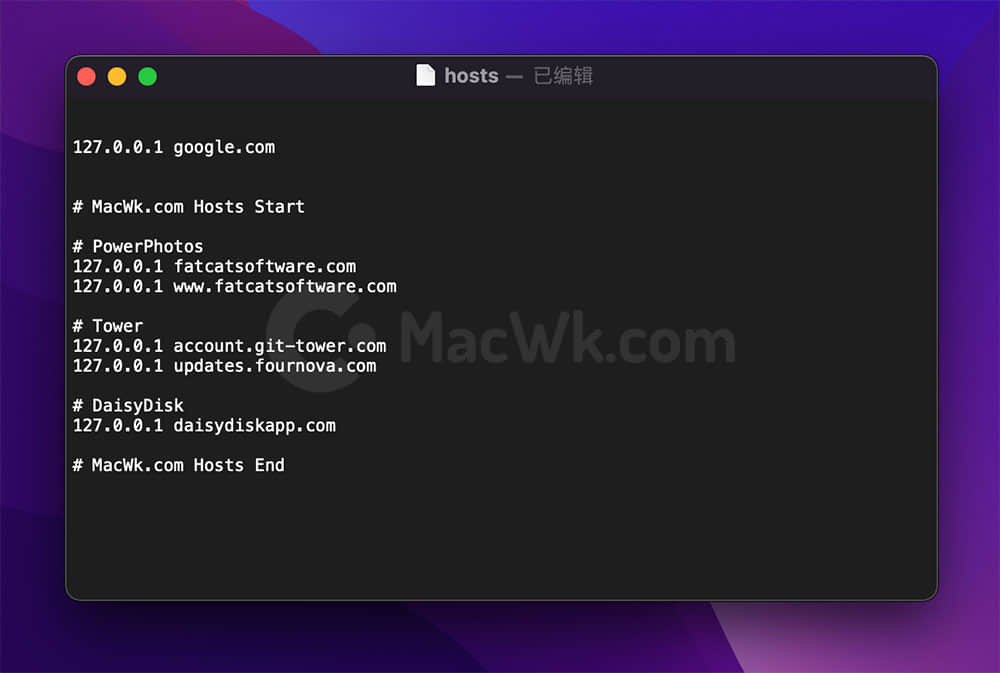 hosts — 已编辑
127.0.0.1 google.com
# MacWk.com Hosts Start
# PowerPhotos
127.0.0.1 fatcatsoftware.com
127.0.0.1 www.fatcatsoftware.com
# Tower
127.0.0.1 account.git-tower.com
127.0.0.1 updates.fournova.com
MacWk.com
# DaisyDisk
127.0.0.1 daisydiskapp.com
# MacWk.com Hosts End